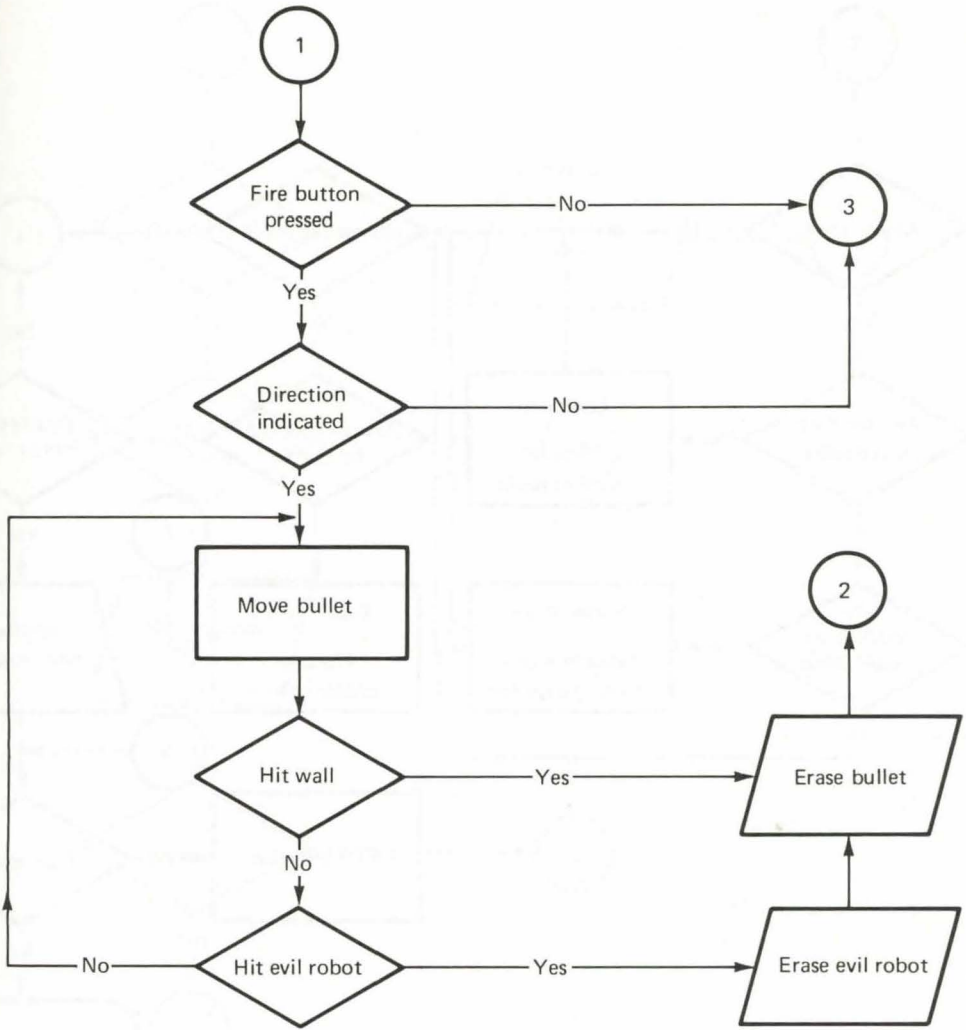 1
Fire button
pressed
No
3
Yes
Direction
indicated
No
Yes
Move bullet
2
Hit wall
Yes
Erase bullet
No
No
Hit evil robot
Yes
Erase evil robot